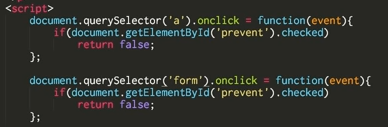 <script>
document.querySelector('a').onclick = function(event){
if(document.getElementById('prevent').checked)
return false;
};
document.querySelector('form').onclick = function(event){
if(document.getElementById('prevent').checked)
return false;
};